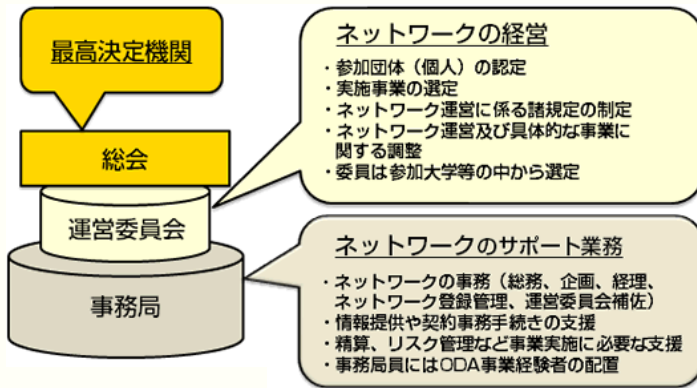 最高決定機関
総会
運営委員会
事務局
ネットワークの経営
・参加団体（個人）の認定
・実施事業の選定
・ネットワーク運営に係る諸規定の制定
・ネットワーク運営及び具体的な事業に
関する調整
・委員は参加大学等の中から選定
ネットワークのサポート業務
・ネットワークの事務（総務、企画、経理、
ネットワーク登録管理、運営委員会補佐）
・情報提供や契約事務手続きの支援
・精算、リスク管理など事業実施に必要な支援
・事務局員にはODA事業経験者の配置